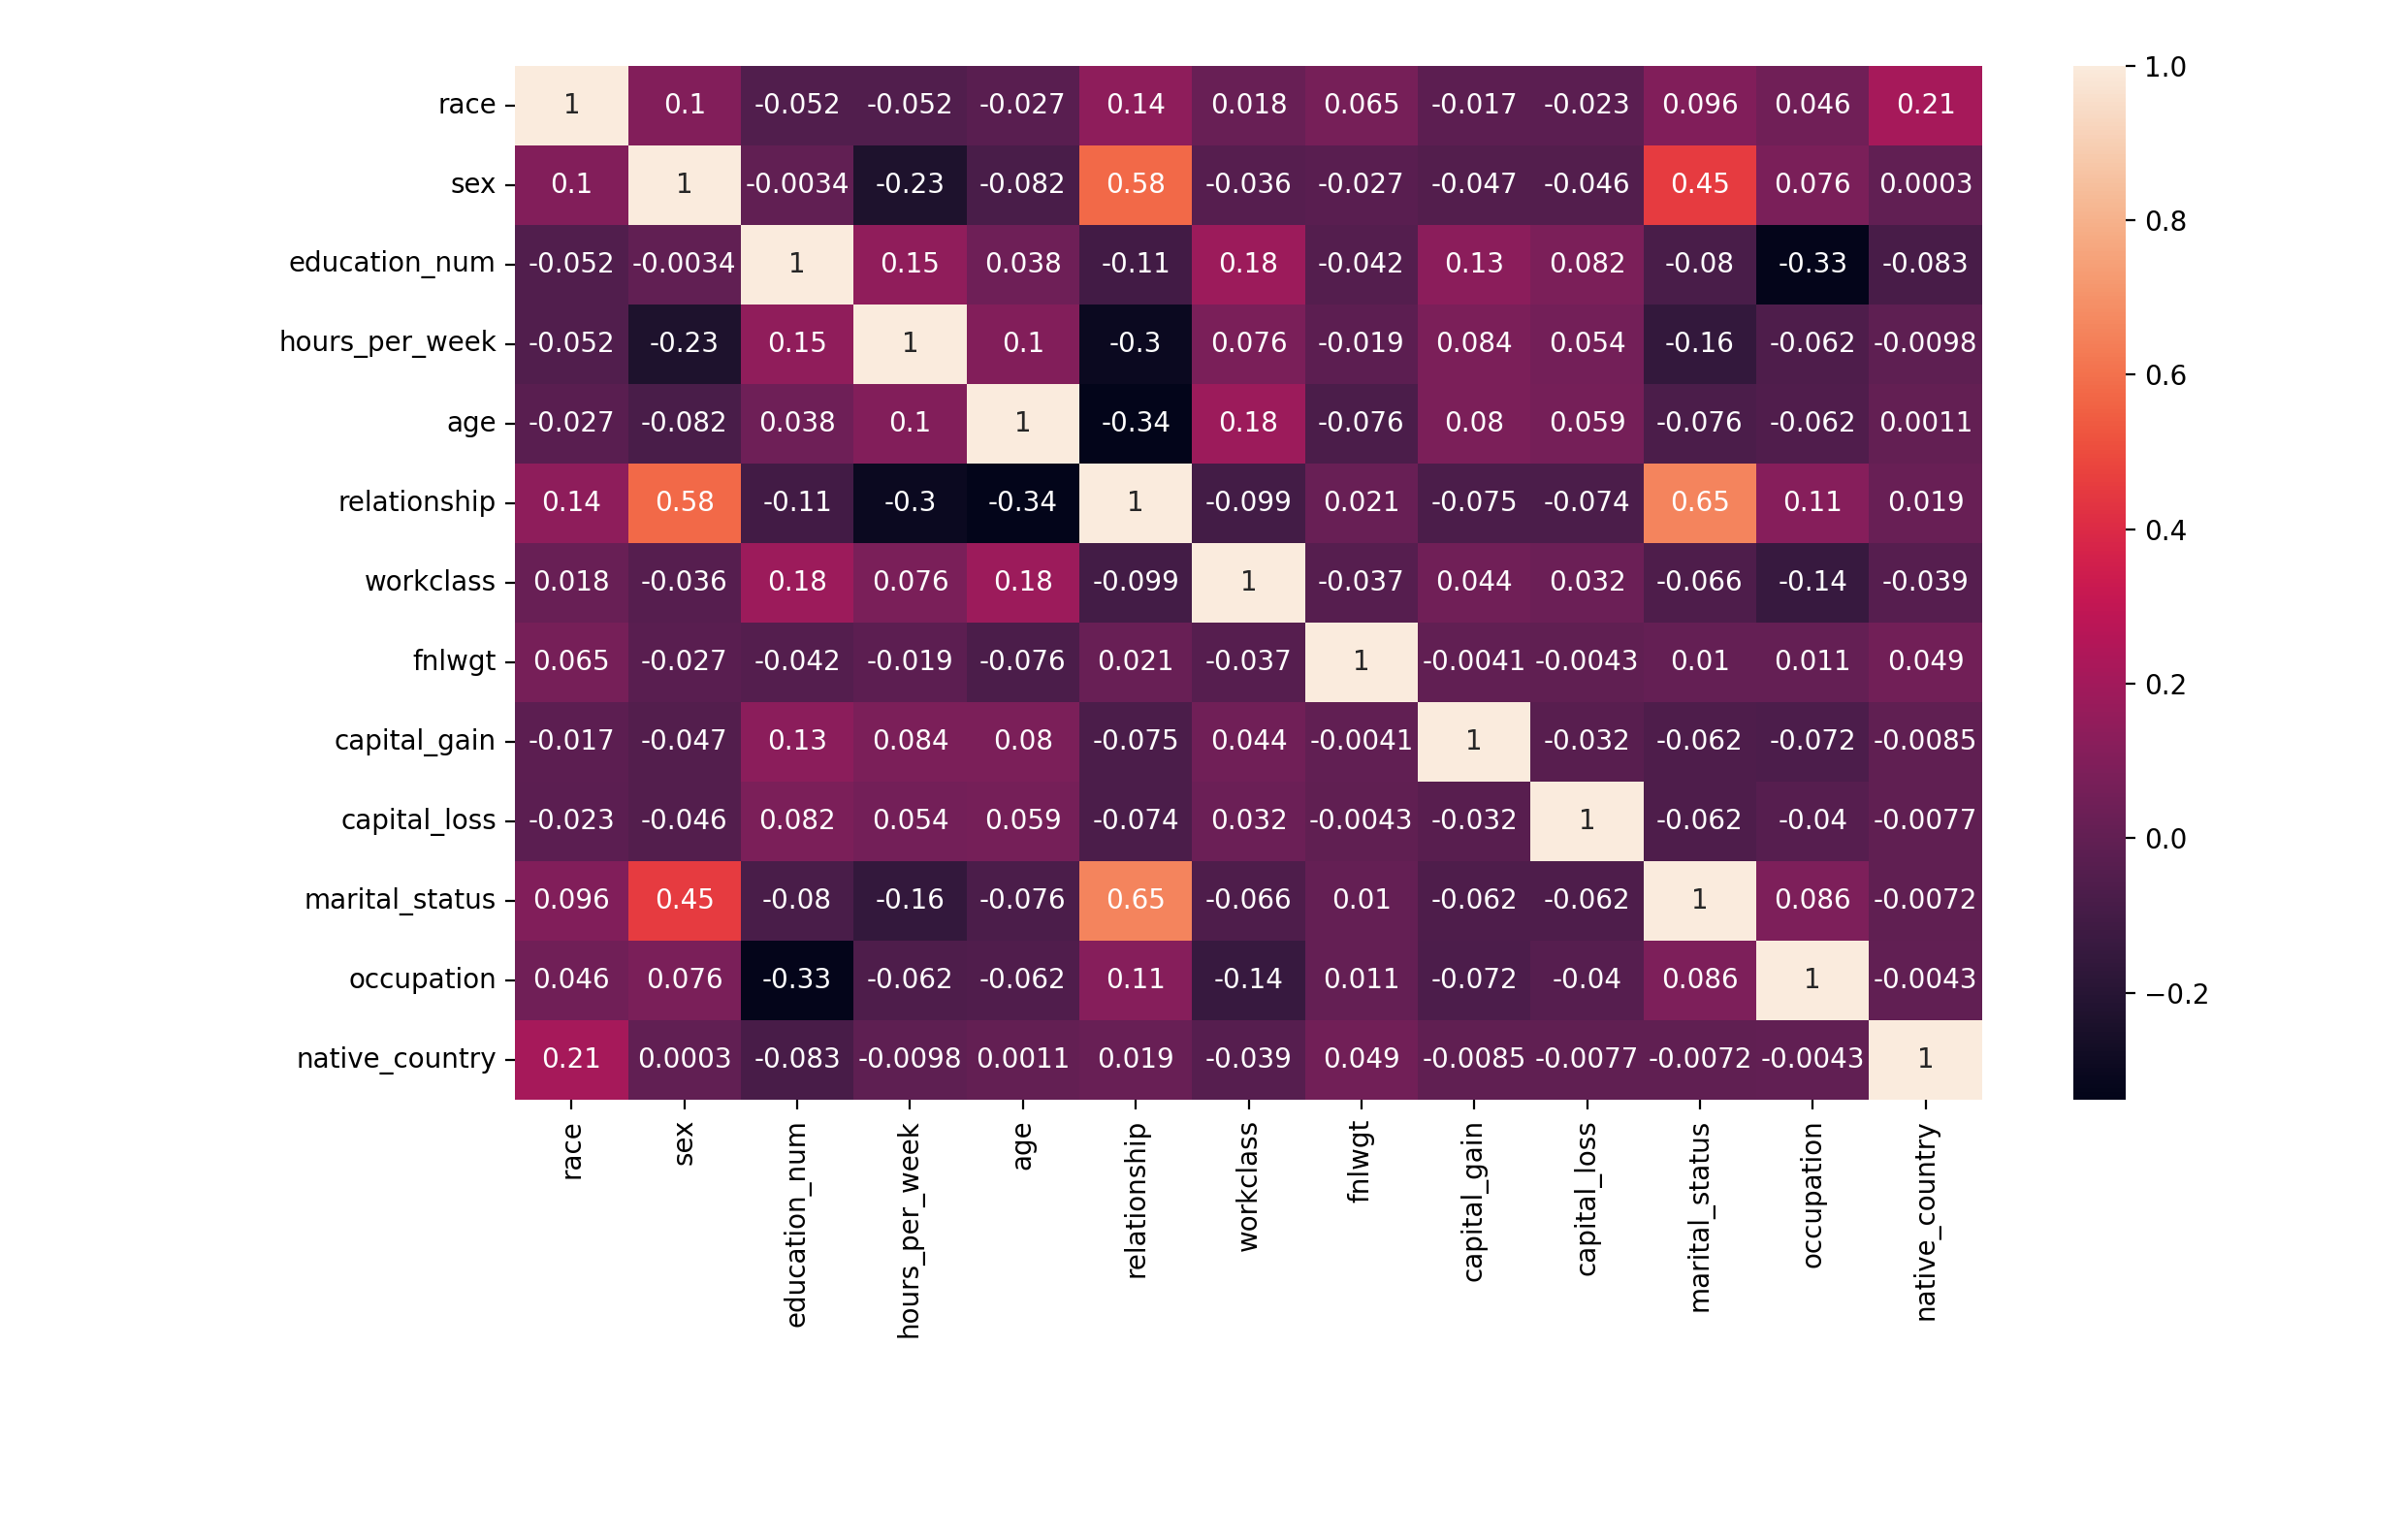 race 1 0.1 -0.052 -0.052 -0.027 0.14 0.018 0.065 -0.017 -0.023 0.096 0.046 0.21
sex 0.1 1 -0.0034 -0.23 -0.082 0.58 -0.036 -0.027 -0.047 -0.046 0.45 0.076 0.0003
education_num -0.052 -0.0034 1 0.15 0.038 -0.11 0.18 -0.042 0.13 0.082 -0.08 -0.33 -0.083
hours_per_week -0.052 -0.23 0.15 1 0.1 -0.3 0.076 -0.019 0.084 0.054 -0.16 -0.062 -0.0098
age -0.027 -0.082 0.038 0.1 1 -0.34 0.18 -0.076 0.08 0.059 -0.076 -0.062 0.0011
relationship 0.14 0.58 -0.11 -0.3 -0.34 1 -0.099 0.021 -0.075 -0.074 0.65 0.11 0.019
workclass 0.018 -0.036 0.18 0.076 0.18 -0.099 1 -0.037 0.044 0.032 -0.066 -0.14 -0.039
fnlwgt 0.065 -0.027 -0.042 -0.019 -0.076 0.021 -0.037 1 -0.0041 -0.0043 0.01 0.011 0.049
capital_gain -0.017 -0.047 0.13 0.084 0.08 -0.075 0.044 -0.0041 1 -0.032 -0.062 -0.072 -0.0085
capital_loss -0.023 -0.046 0.082 0.054 0.059 -0.074 0.032 -0.0043 -0.032 1 -0.062 -0.04 -0.0077
marital_status 0.096 0.45 -0.08 -0.16 -0.076 0.65 -0.066 0.01 -0.062 -0.062 1 0.086 -0.0072
occupation 0.046 0.076 -0.33 -0.062 -0.062 0.11 -0.14 0.011 -0.072 -0.04 0.086 1 -0.0043
native_country 0.21 0.0003 -0.083 -0.0098 0.0011 0.019 -0.039 0.049 -0.0085 -0.0077 -0.0072 -0.0043 1
race
sex
education_num
hours_per_week
age
relationship
workclass
fnlwgt
capital_gain
capital_loss
marital_status
occupation
native_country
1.0
0.8
0.6
0.4
0.2
0.0
−0.2